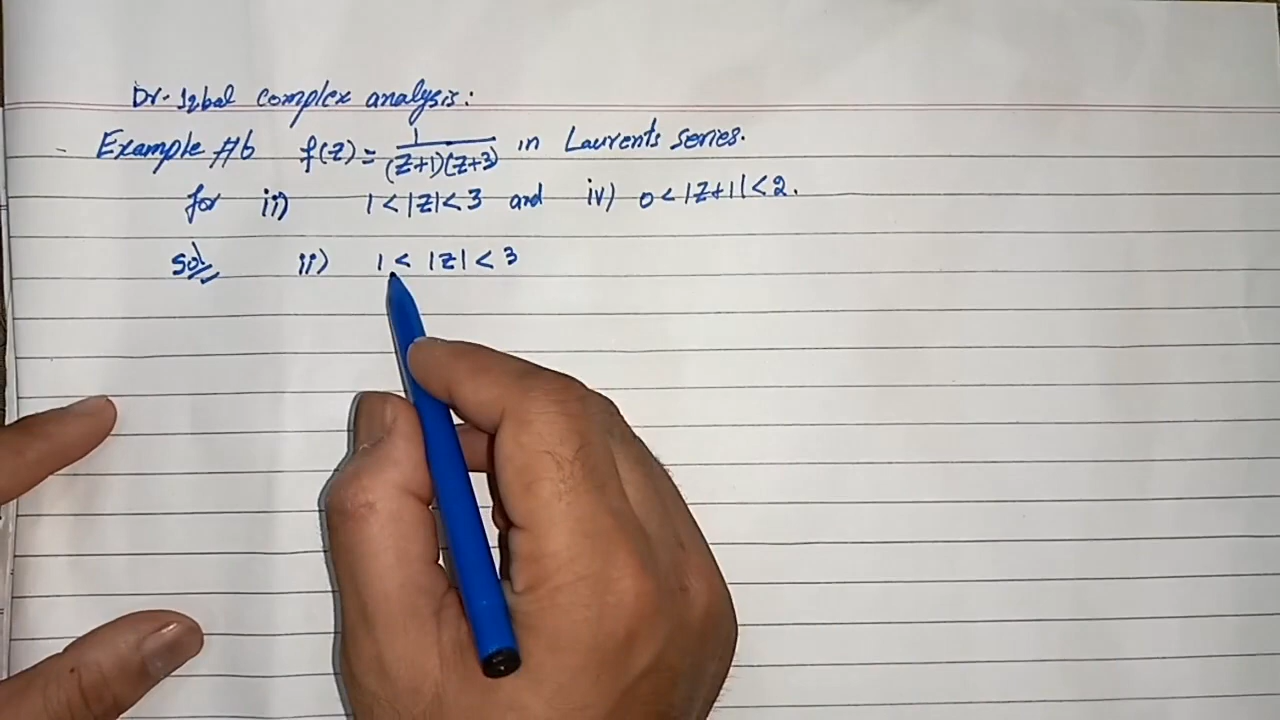 Dr. Iqbal complex analysis:
Example #6 f(z) = 1/(z+1)(z+3) in Laurent's series.
for ii) 1 < |z| < 3 and iv) 0 < |z+1| < 2.
Sol ii) 1 < |z| < 3